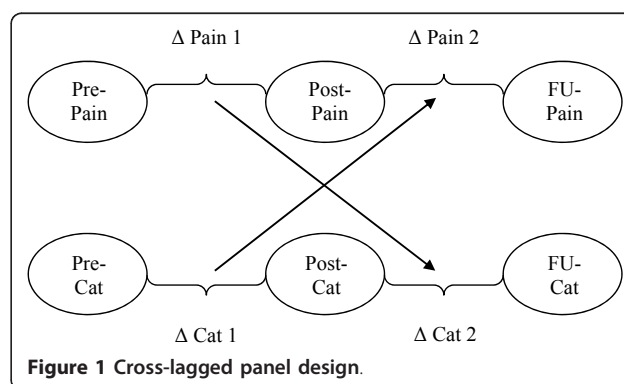 Δ Pain 1 Δ Pain 2
Pre-
Pain
Post-
Pain
FU-
Pain
Pre-
Cat
Post-
Cat
FU-
Cat
Δ Cat 1 Δ Cat 2
Figure 1 Cross-lagged panel design.